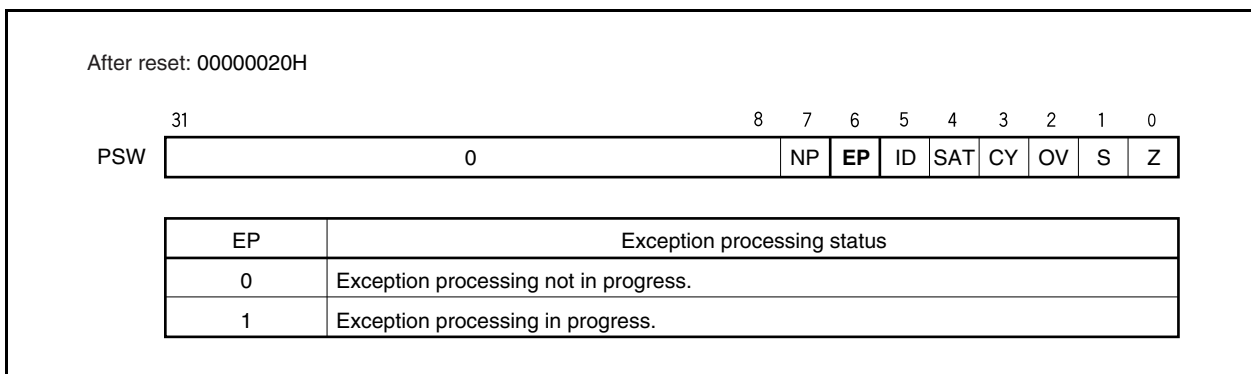 After reset: 00000020H
31 8 7 6 5 4 3 2 1 0
PSW 0 NP EP ID SAT CY OV S Z
EP Exception processing status
0 Exception processing not in progress.
1 Exception processing in progress.